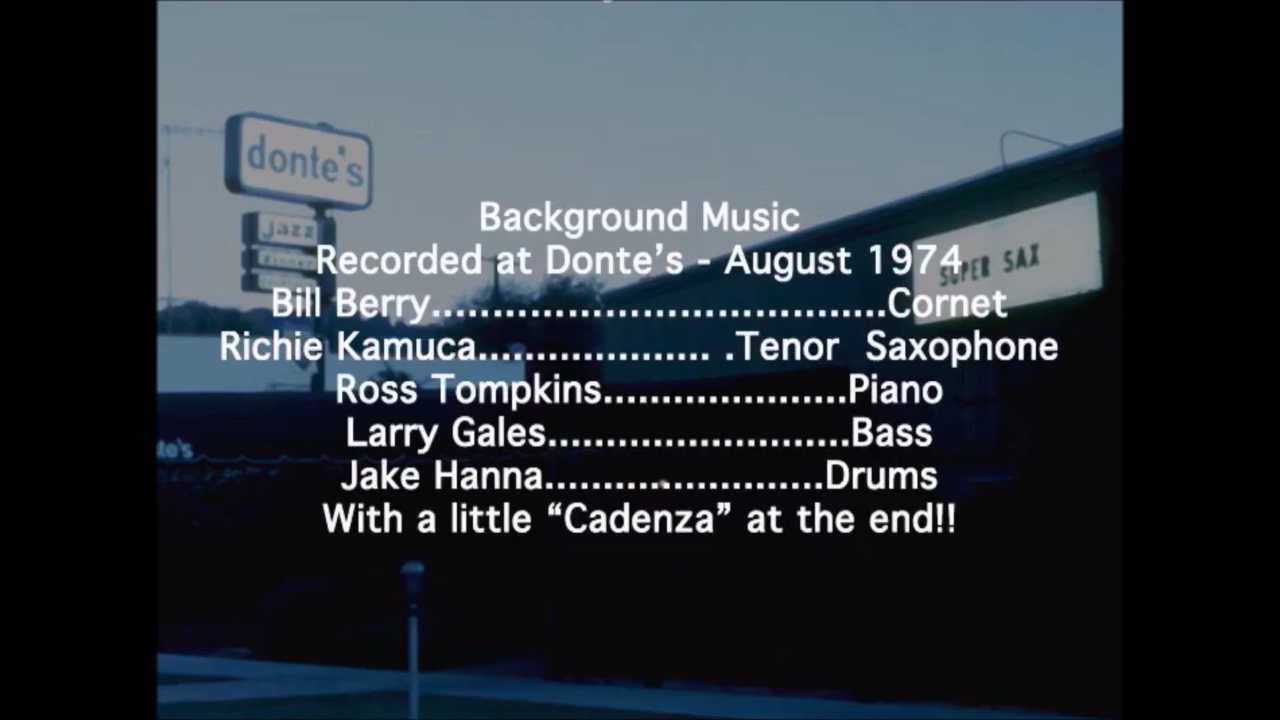 donte's
jazz
dinner
SUPER SAX
Background Music
Recorded at Donte’s - August 1974
Bill Berry......................................Cornet
Richie Kamuca.................... .Tenor  Saxophone
Ross Tompkins.....................Piano
Larry Gales..........................Bass
Jake Hanna........................Drums
With a little “Cadenza” at the end!!
te's